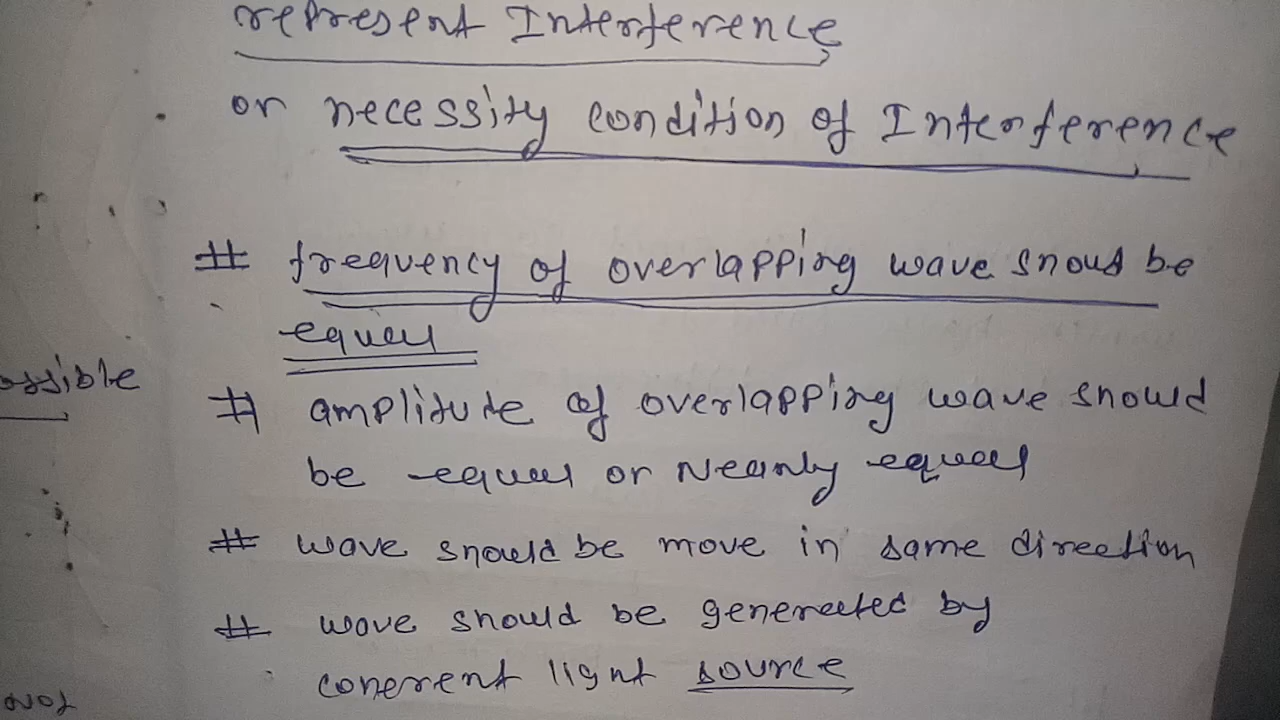 represent Interference
or necessity condition of Interference
# frequency of overlapping wave shoud be
equal
ossible
# amplitude of overlapping wave should
be equal or Nearly equal
# wave should be move in same direction
# wave should be generated by
coherent light source